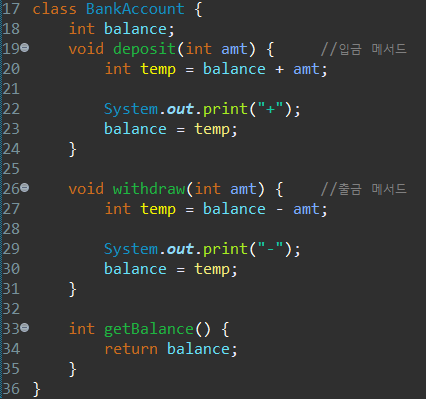 17 class BankAccount {
18     int balance;
19     void deposit(int amt) {     //입금 메서드
20         int temp = balance + amt;
21
22         System.out.print("+");
23         balance = temp;
24     }
25
26     void withdraw(int amt) {    //출금 메서드
27         int temp = balance - amt;
28
29         System.out.print("-");
30         balance = temp;
31     }
32
33     int getBalance() {
34         return balance;
35     }
36 }